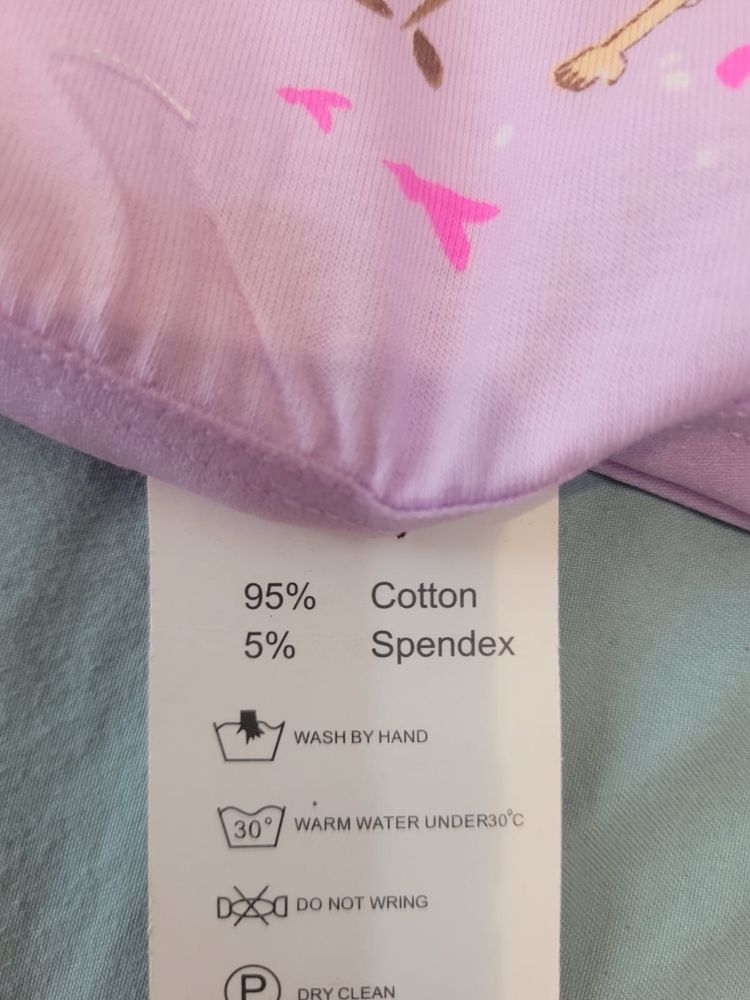 95% Cotton
5% Spendex
WASH BY HAND
30° WARM WATER UNDER30°C
DO NOT WRING
P DRY CLEAN